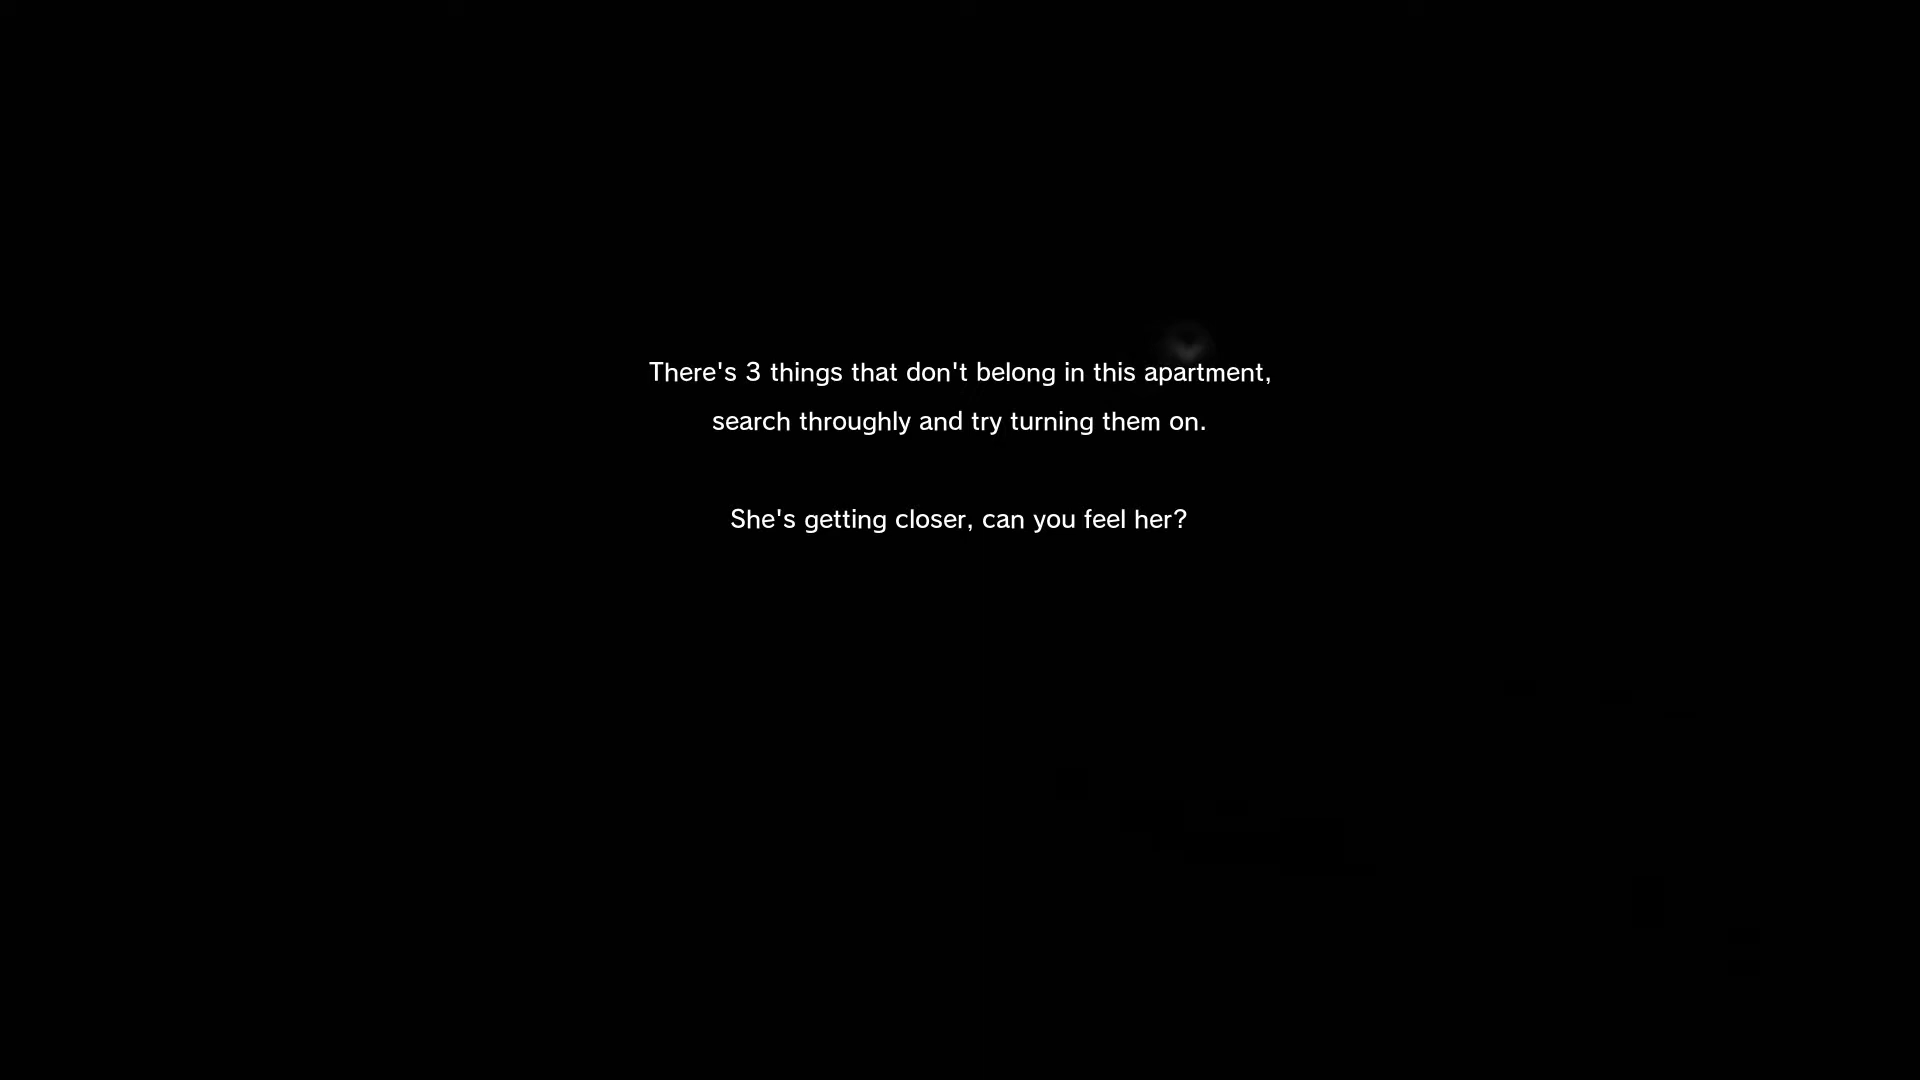 There's 3 things that don't belong in this apartment,
search throughly and try turning them on.
She's getting closer, can you feel her?